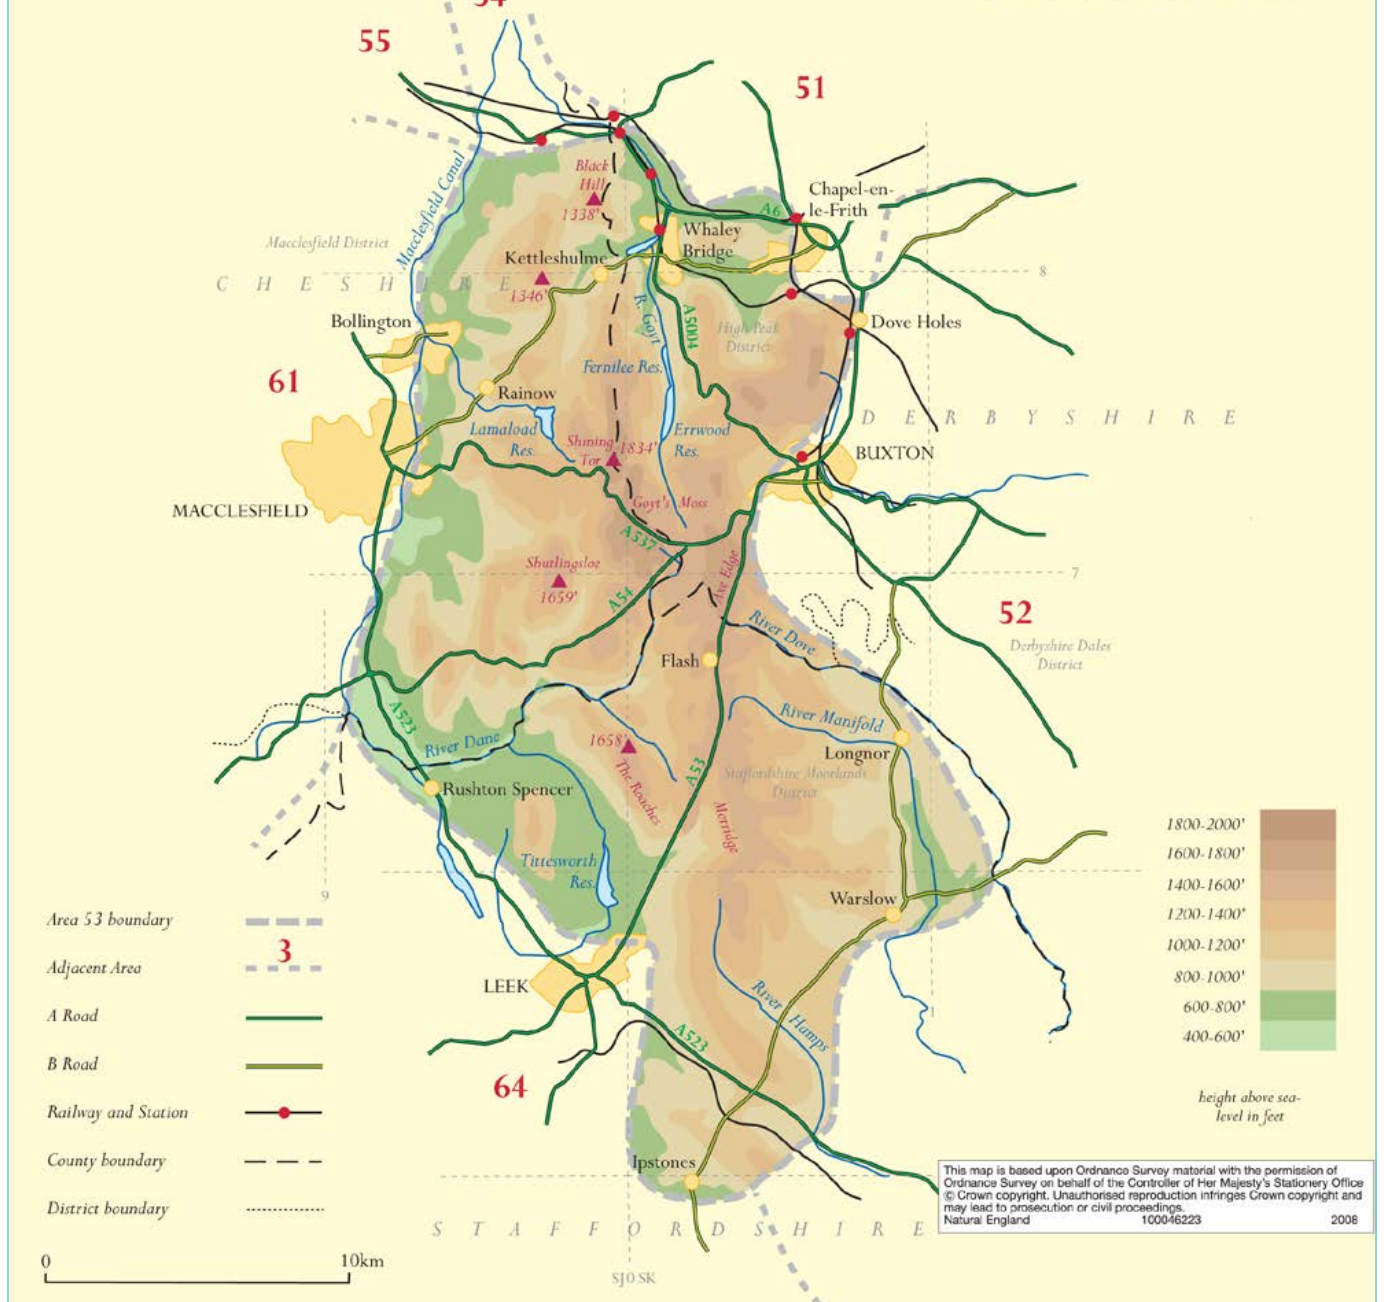 54
55
51
Black
Hill
1338'
Chapel-en-
le-Frith
A6
Macclesfield Canal
Whaley
Bridge
Macclesfield District
Kettleshulme
8
C H E S H I R E
1346'
Bollington
R. Goyt
A5004
High Peak
District
Dove Holes
61
Fernilee Res.
Rainow
D E R B Y S H I R E
Lamaload
Res.
Shining
Tor
1834'
Errwood
Res.
BUXTON
MACCLESFIELD
Goyt's Moss
A537
Shutlingsloe
1659'
A54
Axe Edge
7
52
River Dove
Derbyshire Dales
District
Flash
A523
River Manifold
River Dane
1658'
The Roaches
Longnor
A53
Staffordshire Moorlands
District
Rushton Spencer
Morridge
Tittesworth
Res.
Warslow
9
1
LEEK
River Hamps
A523
64
Ipstones
S T A F F O R D S H I R E
SJ0 SK
Area 53 boundary
3
Adjacent Area
A Road
B Road
Railway and Station
County boundary
District boundary
0 10km
1800-2000'
1600-1800'
1400-1600'
1200-1400'
1000-1200'
800-1000'
600-800'
400-600'
height above sea-
level in feet
This map is based upon Ordnance Survey material with the permission of
Ordnance Survey on behalf of the Controller of Her Majesty's Stationery Office
© Crown copyright. Unauthorised reproduction infringes Crown copyright and
may lead to prosecution or civil proceedings.
Natural England 100046223 2008